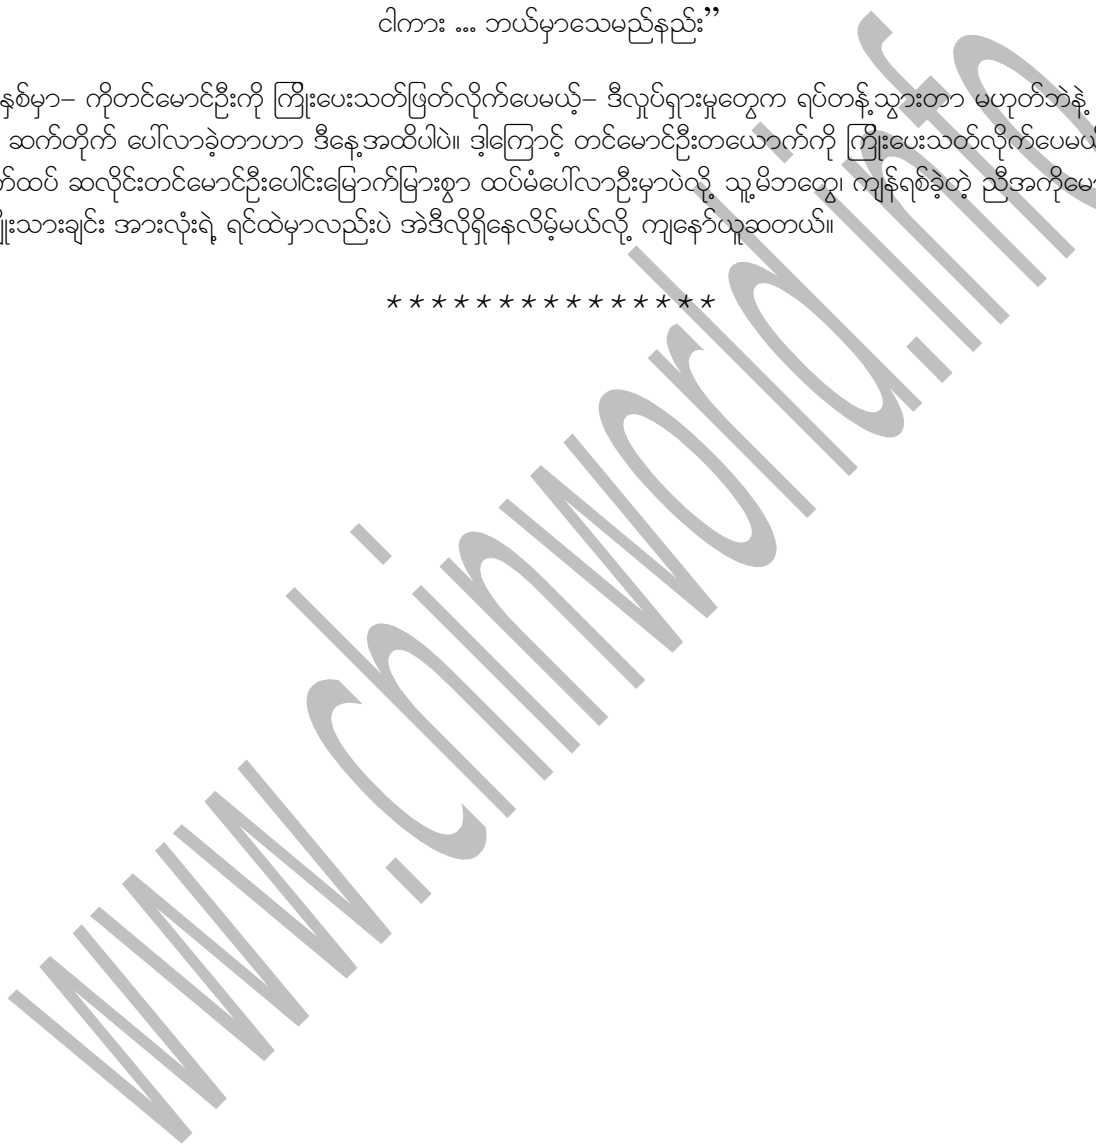 ငါကား ... ဘယ်မှာသေမည်နည်း”
နှစ်မှာ– ကိုတင်မောင်ဦးကို ကြိုးပေးသတ်ဖြတ်လိုက်ပေမယ့်– ဒီလှုပ်ရှားမှုတွေက ရပ်တန့်သွားတာ မဟုတ်ဘဲနဲ့
ဆက်တိုက် ပေါ်လာခဲ့တာဟာ ဒီနေ့အထိပါပဲ။ ဒါ့ကြောင့် တင်မောင်ဦးတယောက်ကို ကြိုးပေးသတ်လိုက်ပေမယ့်
ထပ် ဆလိုင်းတင်မောင်ဦးပေါင်းမြောက်မြားစွာ ထပ်မံပေါ်လာဦးမှာပဲလို့ သူ့မိဘတွေ၊ ကျန်ရစ်ခဲ့တဲ့ ညီအကို
မျိုးသားချင်း အားလုံးရဲ့ ရင်ထဲမှာလည်းပဲ အဲဒီလိုရှိနေလိမ့်မယ်လို့ ကျနော်ယူဆတယ်။
* * * * * * * * * * * * * * *
www.chinworld.info